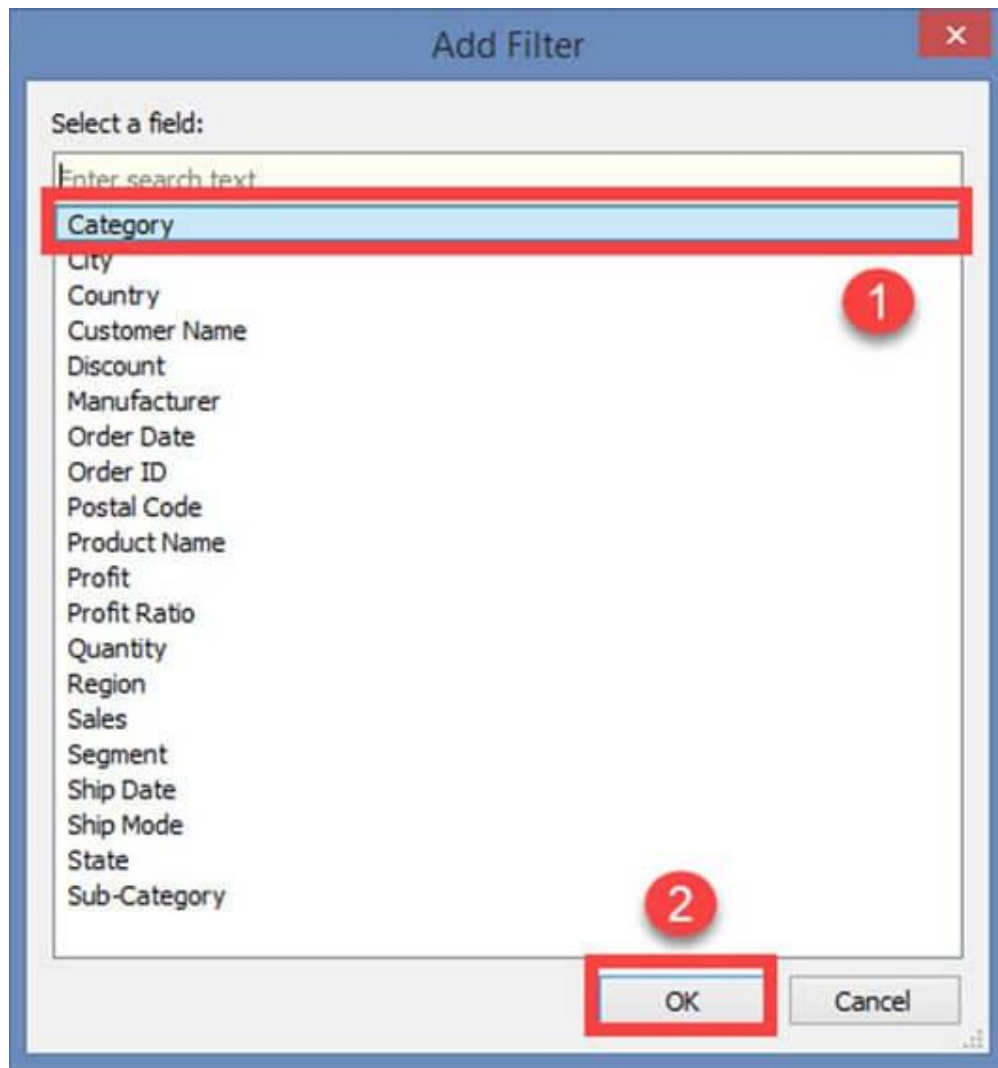 Add Filter
Select a field:
Enter search text
Category
City
1
Country
Customer Name
Discount
Manufacturer
Order Date
Order ID
Postal Code
Product Name
Profit
Profit Ratio
Quantity
Region
Sales
Segment
Ship Date
Ship Mode
State
Sub-Category
2
OK Cancel